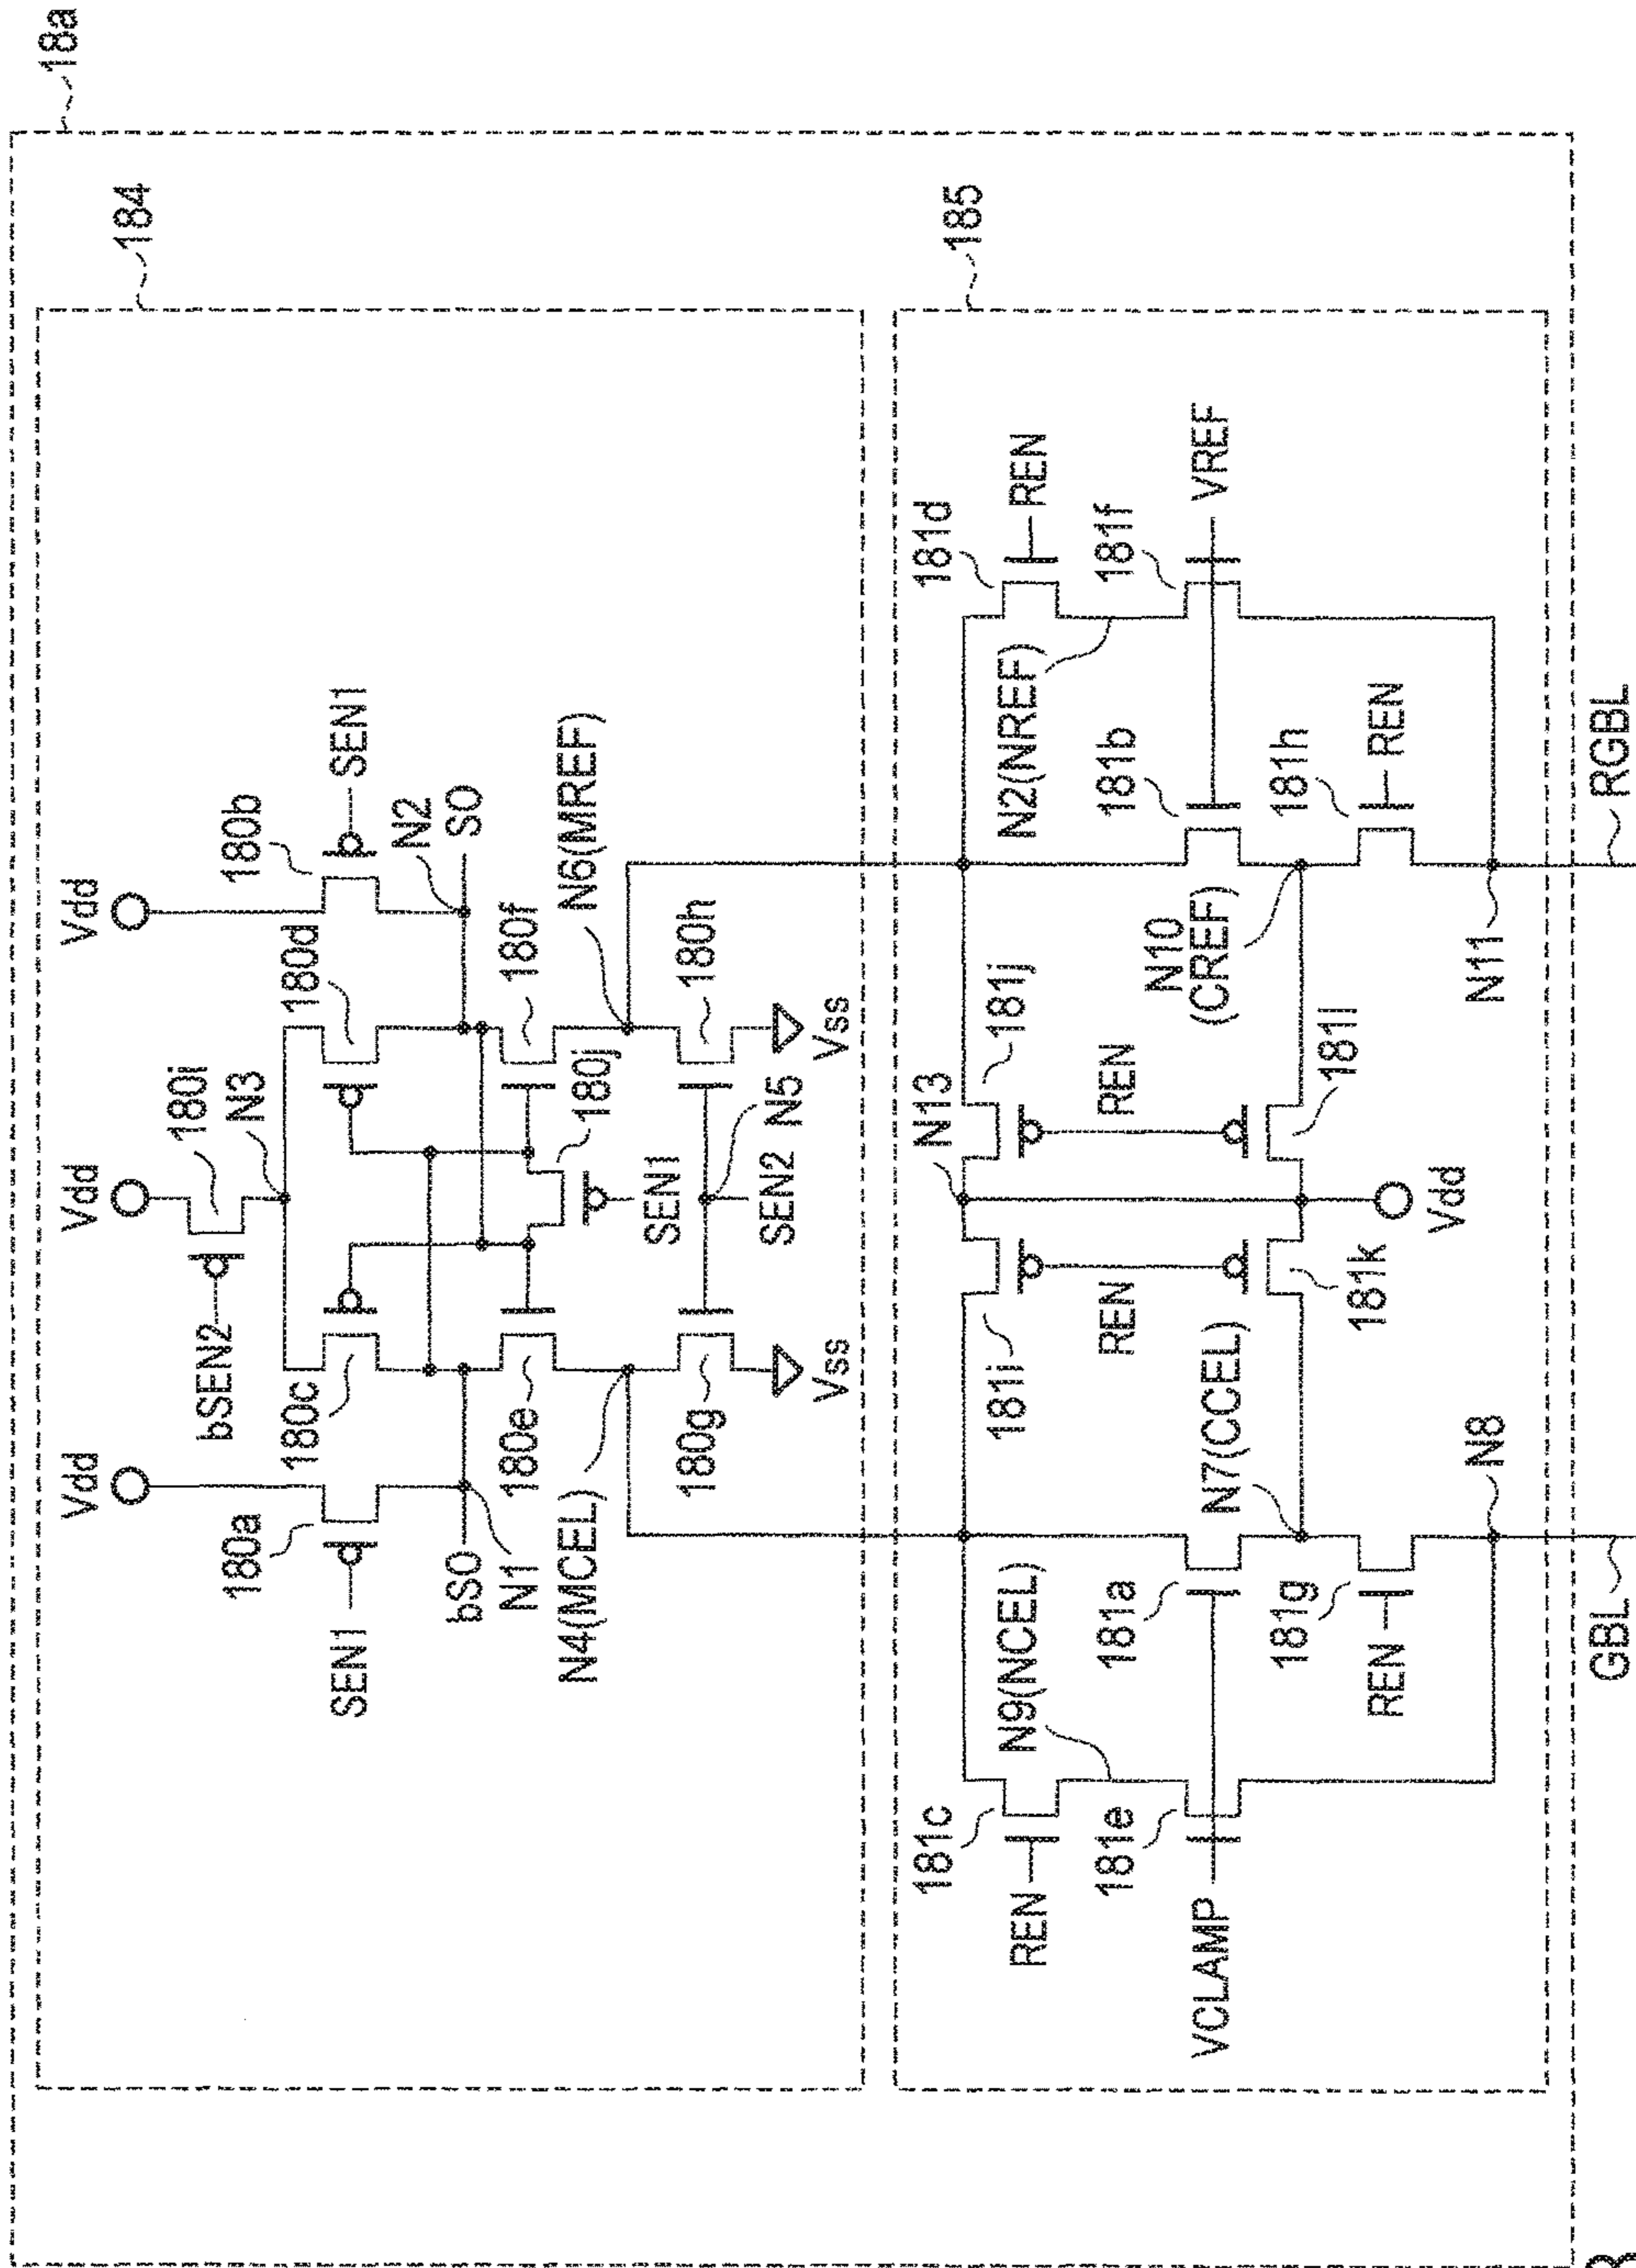 18a
184
Vdd
Vdd
Vdd
180i
bSEN2
N3
180a
180c
180d
180b
SEN1
SEN1
bSO
N1
N2
SO
180e
180f
180j
N4(MCEL)
N6(MREF)
SEN1
180g
180h
SEN2
N5
Vss
Vss
185
181c
181i
N13
181j
181d
REN
REN
N9(NCEL)
N2(NREF)
REN
REN
181e
181a
181b
181f
VCLAMP
VREF
N7(CCEL)
N10
(CREF)
181g
181k
181l
181h
REN
REN
Vdd
N8
N11
GBL
RGBL